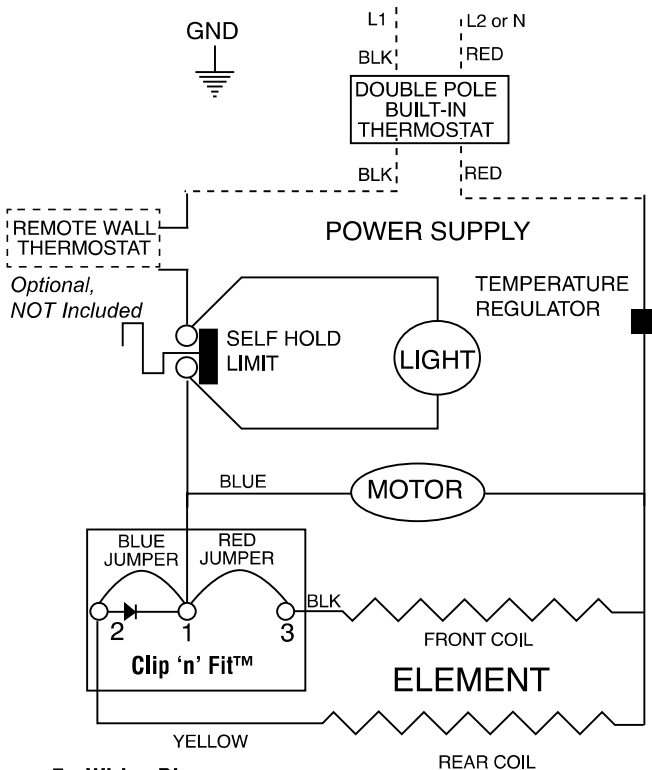 L1
L2 or N
GND
BLK
RED
DOUBLE POLE
BUILT-IN
THERMOSTAT
BLK
RED
REMOTE WALL
THERMOSTAT
POWER SUPPLY
Optional,
NOT Included
TEMPERATURE
REGULATOR
SELF HOLD
LIMIT
LIGHT
BLUE
MOTOR
BLUE
JUMPER
RED
JUMPER
BLK
2
1
3
FRONT COIL
Clip 'n' Fit™
ELEMENT
YELLOW
REAR COIL